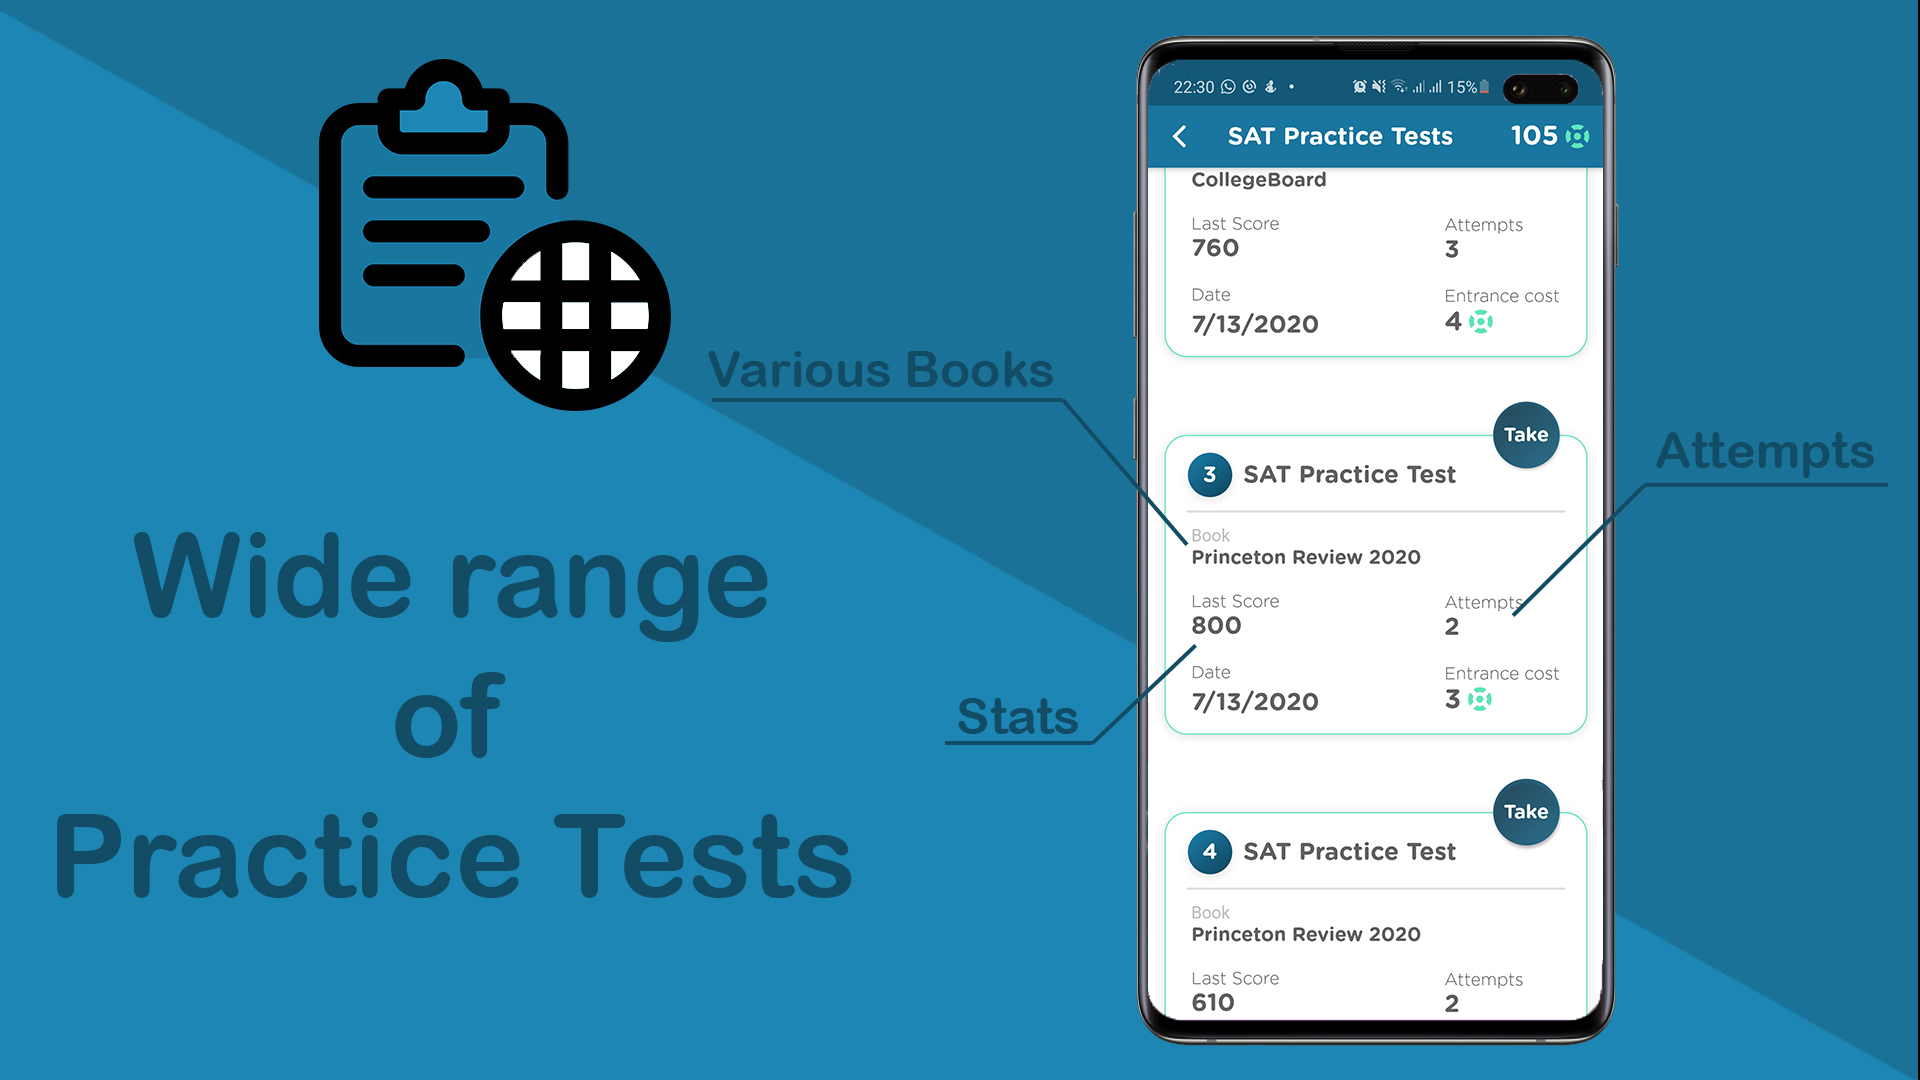 Wide range
of
Practice Tests
Various Books
Stats
Attempts
22:30
15%
SAT Practice Tests
105
CollegeBoard
Last Score
Attempts
760
3
Date
Entrance cost
7/13/2020
4
Take
3
SAT Practice Test
Book
Princeton Review 2020
Last Score
Attempts
800
2
Date
Entrance cost
7/13/2020
3
Take
4
SAT Practice Test
Book
Princeton Review 2020
Last Score
Attempts
610
2